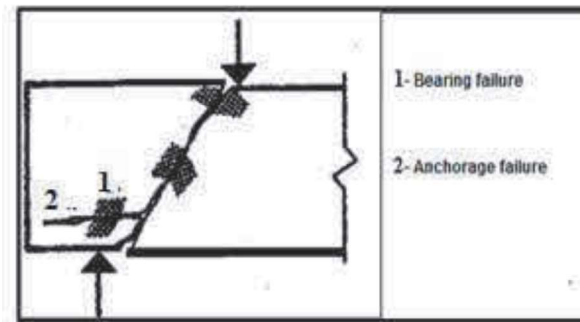 1- Bearing failure
2- Anchorage failure
1.
2 ..